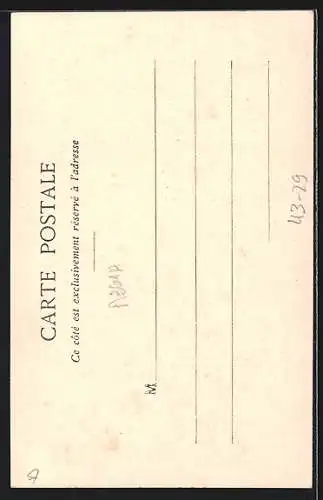 CARTE POSTALE
Ce côté est exclusivement réservé à l'adresse
M.
43-29